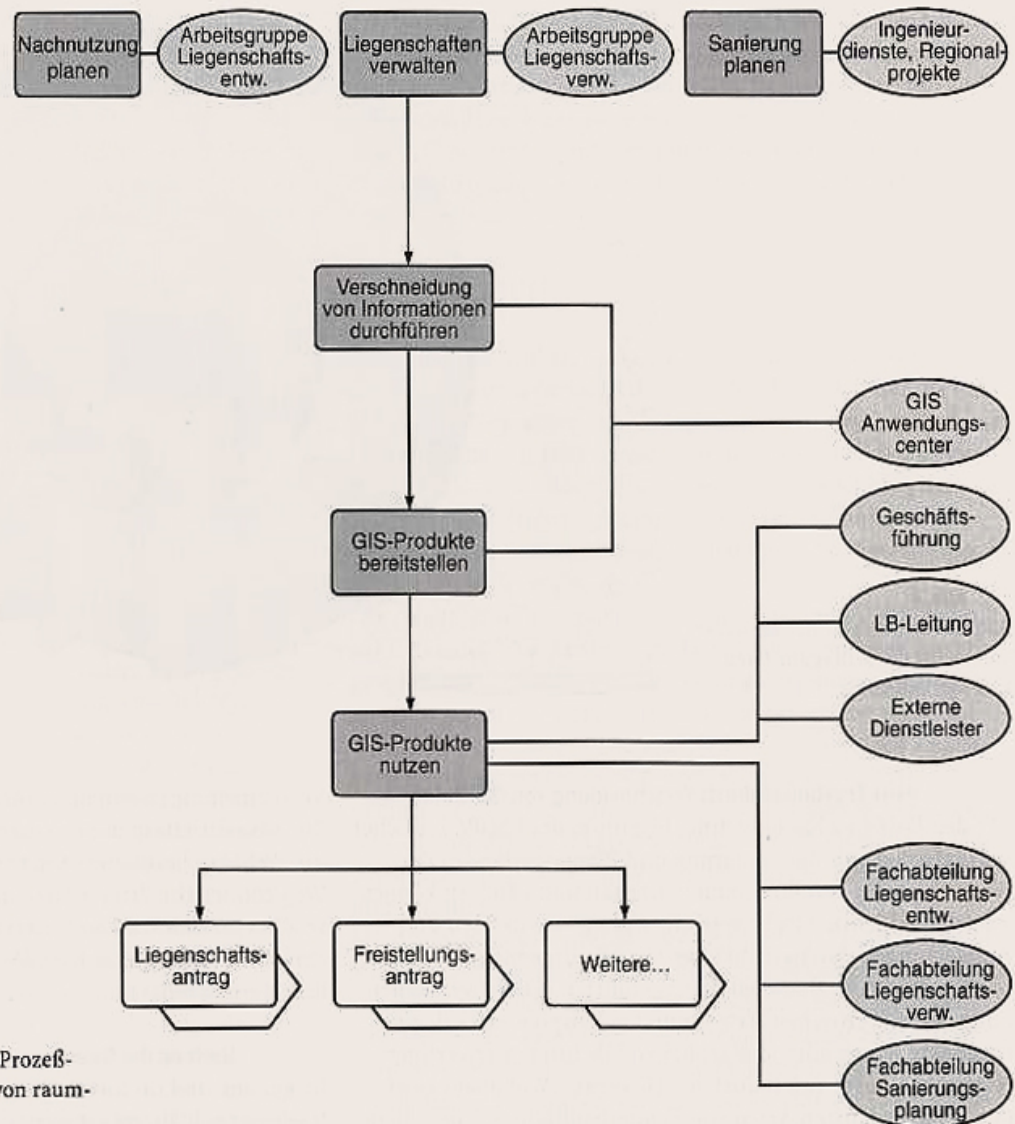 Nachnutzung
planen
Arbeitsgruppe
Liegenschafts-
entw.
Liegenschaften
verwalten
Arbeitsgruppe
Liegenschafts-
verw.
Sanierung
planen
Ingenieur-
dienste, Regional-
projekte
Verschneidung
von Informationen
durchführen
GIS
Anwendungs-
center
GIS-Produkte
bereitstellen
Geschäfts-
führung
LB-Leitung
Externe
Dienstleister
GIS-Produkte
nutzen
Fachabteilung
Liegenschafts-
entw.
Fachabteilung
Liegenschafts-
verw.
Fachabteilung
Sanierungs-
planung
Liegenschafts-
antrag
Freistellungs-
antrag
Weitere...
Prozeß-
von raum-